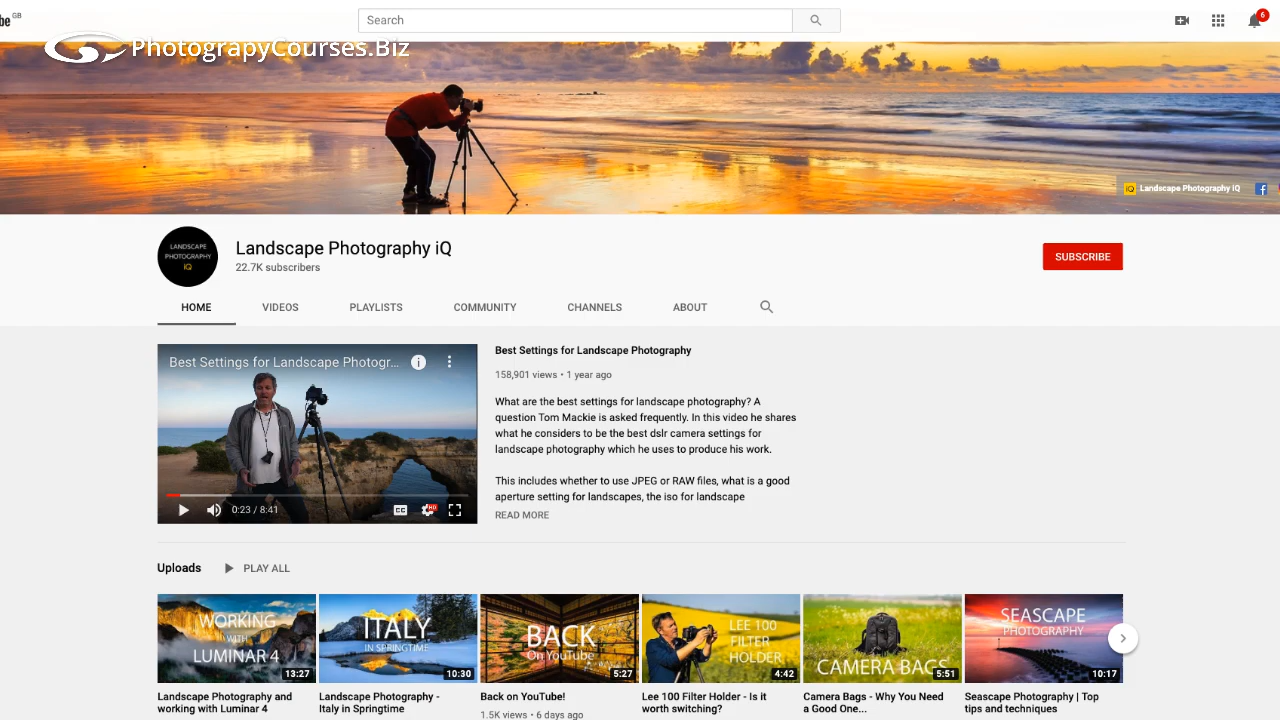 be GB
Search
6
PhotograpyCourses.Biz
iQ Landscape Photography iQ f
LANDSCAPE
PHOTOGRAPHY
iQ
Landscape Photography iQ
22.7K subscribers
SUBSCRIBE
HOME VIDEOS PLAYLISTS COMMUNITY CHANNELS ABOUT
Best Settings for Landscape Photogr...
0:23 / 8:41 CC HD
Best Settings for Landscape Photography
158,901 views • 1 year ago
What are the best settings for landscape photography? A
question Tom Mackie is asked frequently. In this video he shares
what he considers to be the best dslr camera settings for
landscape photography which he uses to produce his work.
This includes whether to use JPEG or RAW files, what is a good
aperture setting for landscapes, the iso for landscape
READ MORE
Uploads PLAY ALL
WORKING
WITH
LUMINAR 4
13:27
ITALY
IN SPRINGTIME
10:30
BACK
On YouTube
5:27
LEE 100
FILTER
HOLDER
4:42
CAMERA BAGS
5:51
SEASCAPE
PHOTOGRAPHY
10:17
Landscape Photography and
working with Luminar 4
Landscape Photography -
Italy in Springtime
Back on YouTube!
1.5K views • 6 days ago
Lee 100 Filter Holder - Is it
worth switching?
Camera Bags - Why You Need
a Good One...
Seascape Photography | Top
tips and techniques